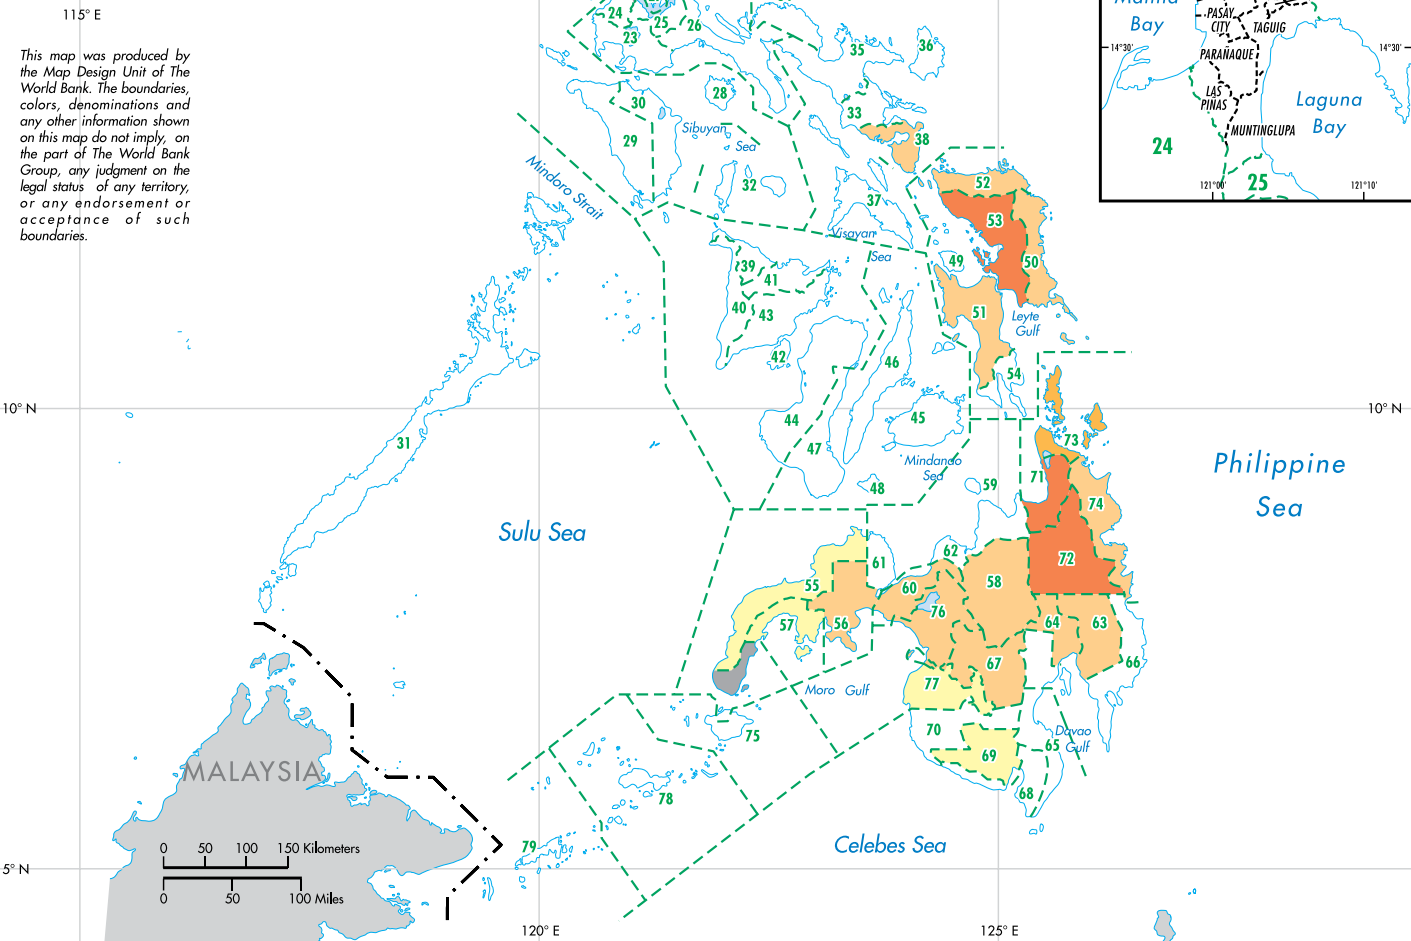 115° E
This map was produced by
the Map Design Unit of The
World Bank. The boundaries,
colors, denominations and
any other information shown
on this map do not imply, on
the part of The World Bank
Group, any judgment on the
legal status of any territory,
or any endorsement or
acceptance of such
boundaries.
24
25
26
23
35
36
Bay
PASAY
CITY
TAGUIG
14°30'
PARAÑAQUE
14°30'
LAS
PIÑAS
Laguna
Bay
MUNTINGLUPA
24
25
121°00'
121°10'
28
30
33
38
29
Sibuyan
Sea
Mindoro Strait
32
37
52
53
Visayan
Sea
49
50
39
41
40
43
51
Leyte
Gulf
42
46
54
10° N
10° N
31
44
45
47
73
Mindanao
Sea
48
59
71
74
Philippine
Sea
Sulu Sea
62
61
72
55
60
58
76
57
56
64
63
67
66
77
Moro Gulf
70
75
Davao
Gulf
65
69
MALAYSIA
78
68
79
Celebes Sea
0 50 100 150 Kilometers
0 50 100 Miles
5° N
120° E
125° E